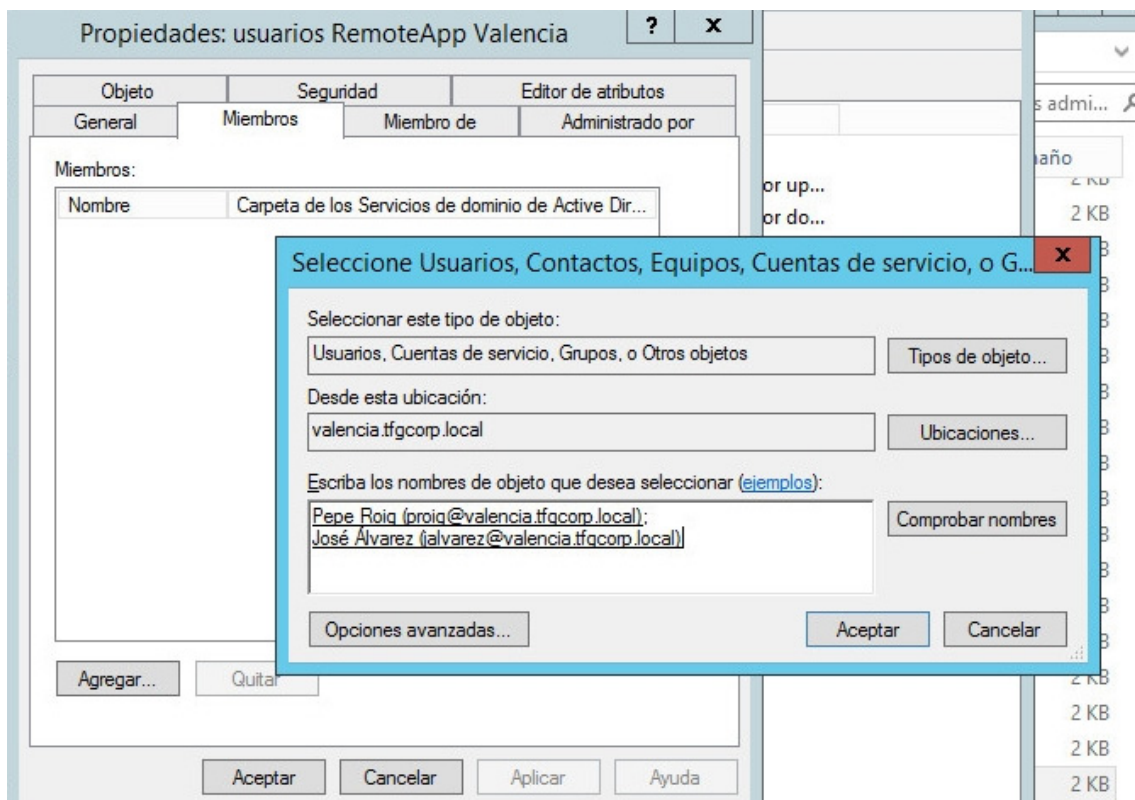 Propiedades: usuarios RemoteApp Valencia
? x
Objeto Seguridad Editor de atributos
General Miembros Miembro de Administrado por
Miembros:
Nombre Carpeta de los Servicios de dominio de Active Dir...
Seleccione Usuarios, Contactos, Equipos, Cuentas de servicio, o G...
x
Seleccionar este tipo de objeto:
Usuarios, Cuentas de servicio, Grupos, o Otros objetos
Tipos de objeto...
Desde esta ubicación:
valencia.tfgcorp.local
Ubicaciones...
Escriba los nombres de objeto que desea seleccionar (ejemplos):
Pepe Roig (proig@valencia.tfgcorp.local);
José Álvarez (jalvarez@valencia.tfgcorp.local)
Comprobar nombres
Opciones avanzadas...
Aceptar
Cancelar
Agregar...
Quitar
Aceptar
Cancelar
Aplicar
Ayuda
or up...
or do...
s admi...
año
2 KB
2 KB
B
B
B
B
B
B
B
B
B
B
B
B
2 KB
2 KB
2 KB
2 KB